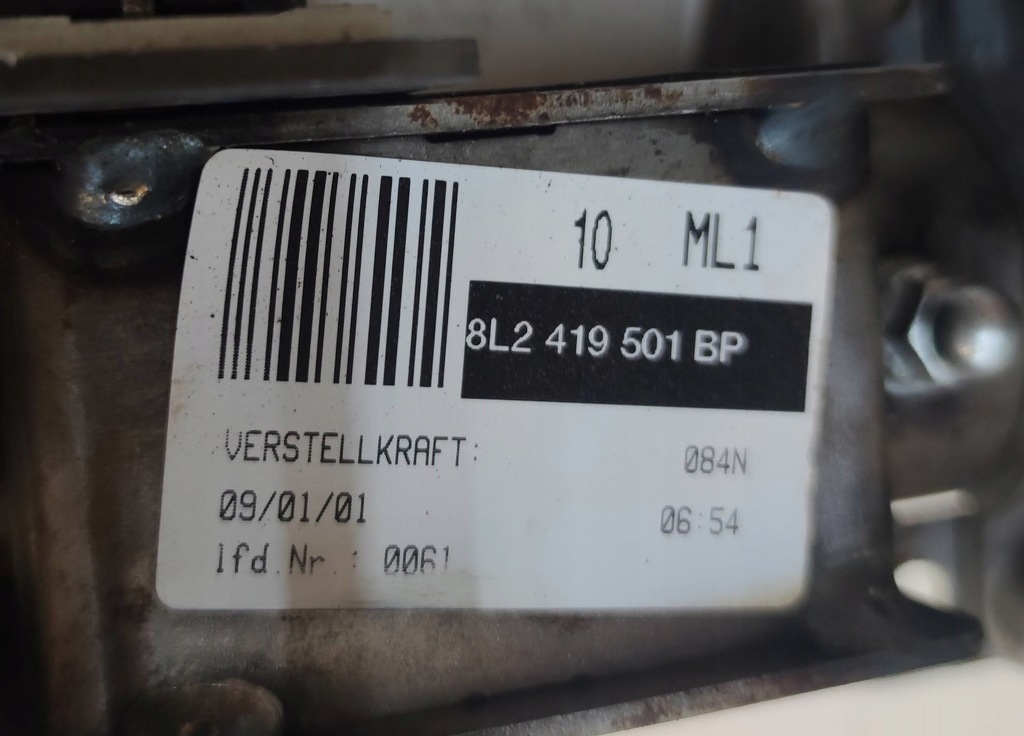 10 ML1
8L2 419 501 BP
VERSTELLKRAFT: 084N
09/01/01 06:54
lfd.Nr.: 0061